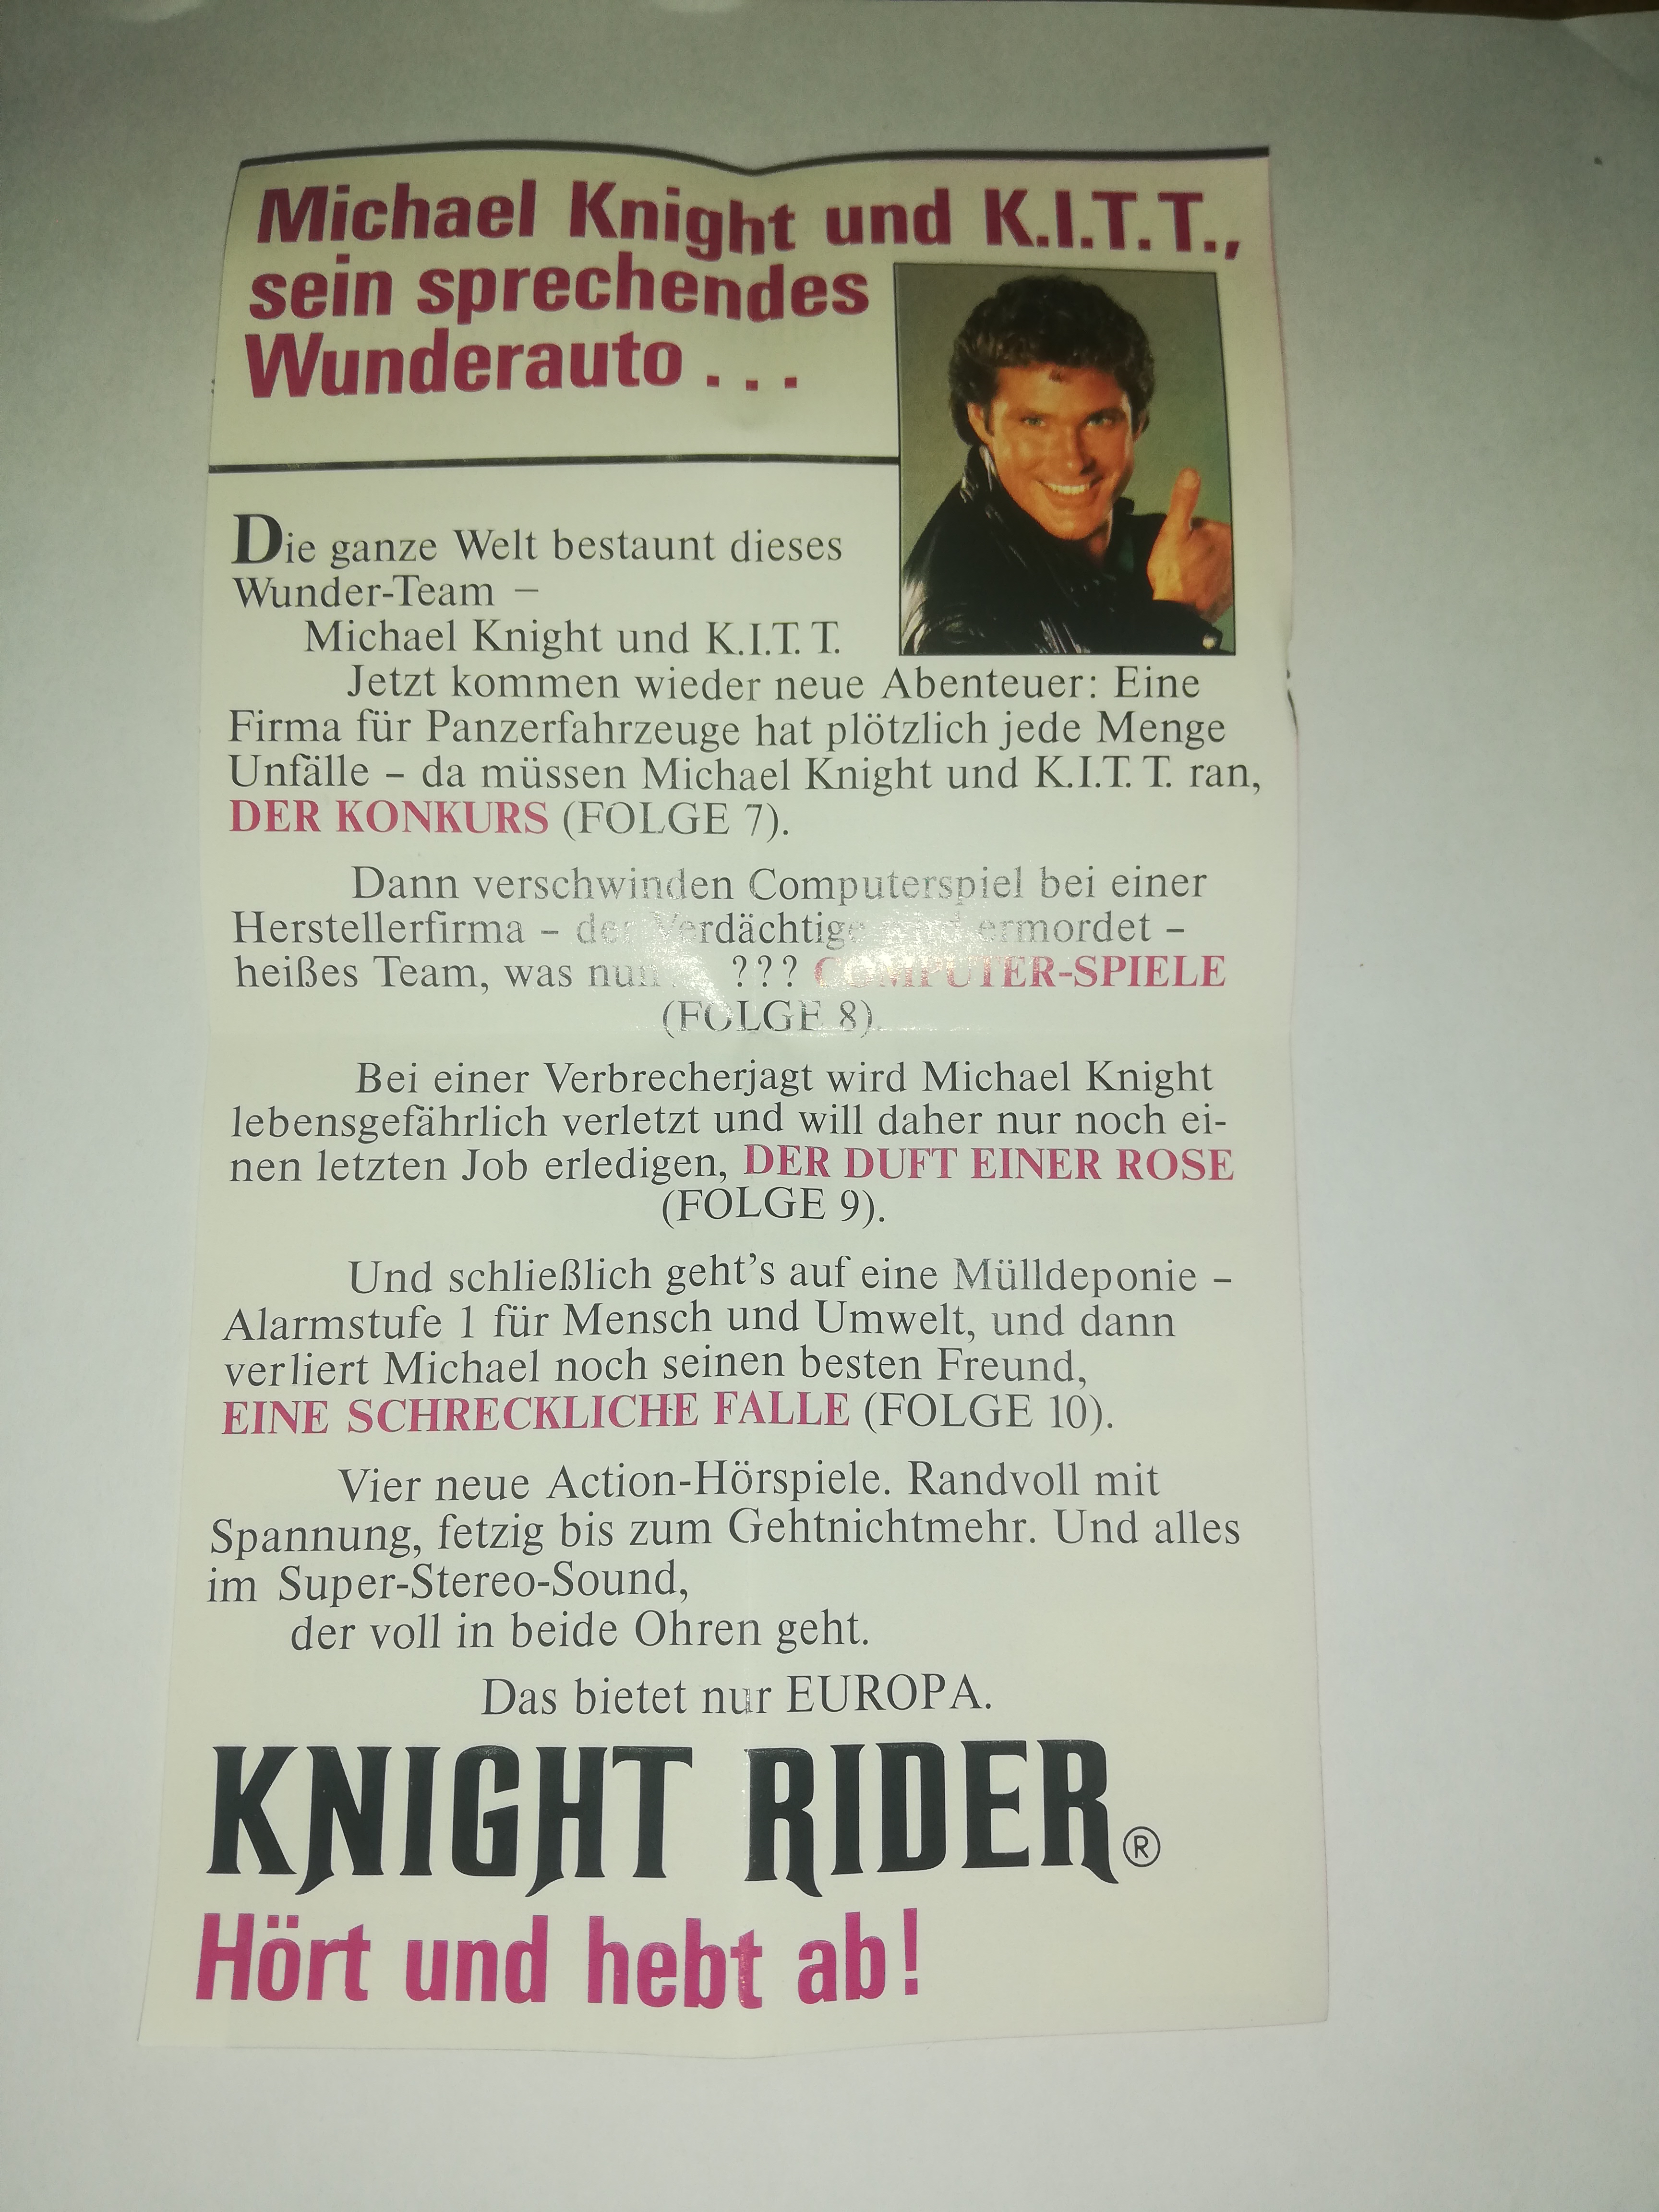 Michael Knight und K.I.T.T.,
sein sprechendes
Wunderauto . . .
Die ganze Welt bestaunt dieses
Wunder-Team –
Michael Knight und K.I.T.T.
Jetzt kommen wieder neue Abenteuer: Eine
Firma für Panzerfahrzeuge hat plötzlich jede Menge
Unfälle – da müssen Michael Knight und K.I.T.T. ran,
DER KONKURS (FOLGE 7).
Dann verschwinden Computerspiel bei einer
Herstellerfirma – der Verdächtige wird ermordet –
heißes Team, was nun ??? COMPUTER-SPIELE
(FOLGE 8)
Bei einer Verbrecherjagt wird Michael Knight
lebensgefährlich verletzt und will daher nur noch ei-
nen letzten Job erledigen, DER DUFT EINER ROSE
(FOLGE 9).
Und schließlich geht's auf eine Mülldeponie –
Alarmstufe 1 für Mensch und Umwelt, und dann
verliert Michael noch seinen besten Freund,
EINE SCHRECKLICHE FALLE (FOLGE 10).
Vier neue Action-Hörspiele. Randvoll mit
Spannung, fetzig bis zum Gehtnichtmehr. Und alles
im Super-Stereo-Sound,
der voll in beide Ohren geht.
Das bietet nur EUROPA.
KNIGHT RIDER®
Hört und hebt ab!